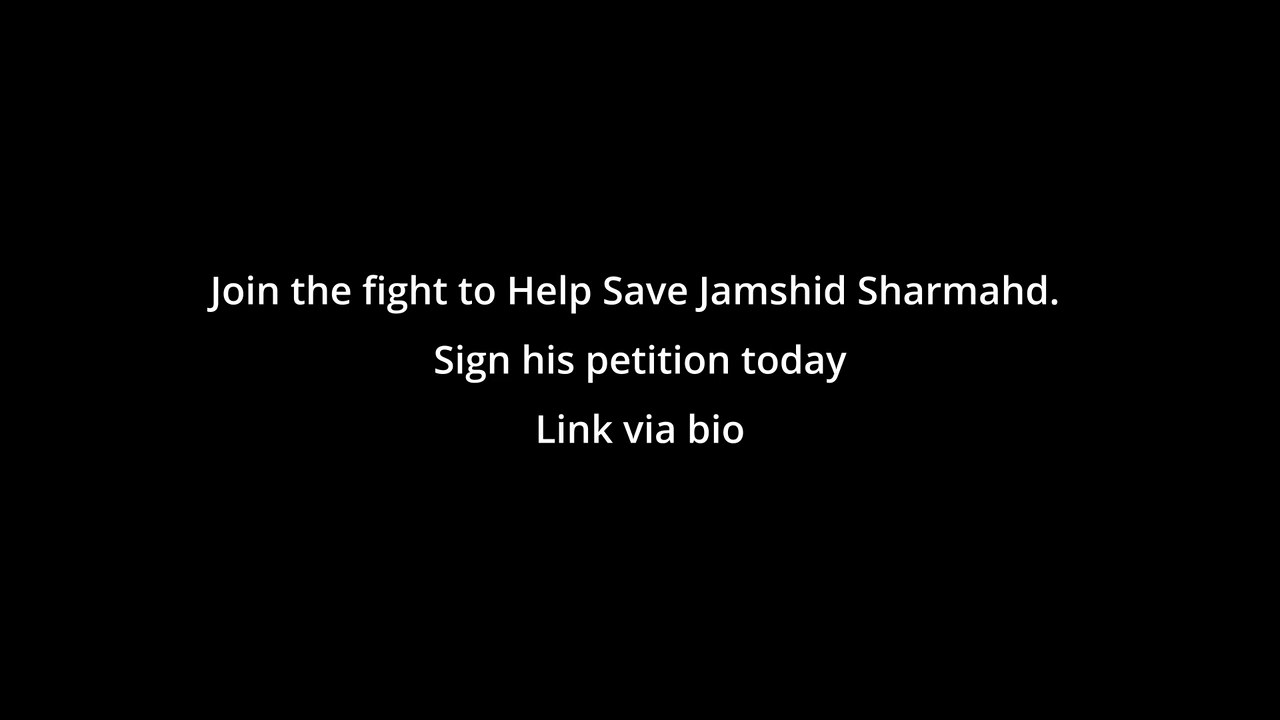 Join the fight to Help Save Jamshid Sharmahd.
Sign his petition today
Link via bio